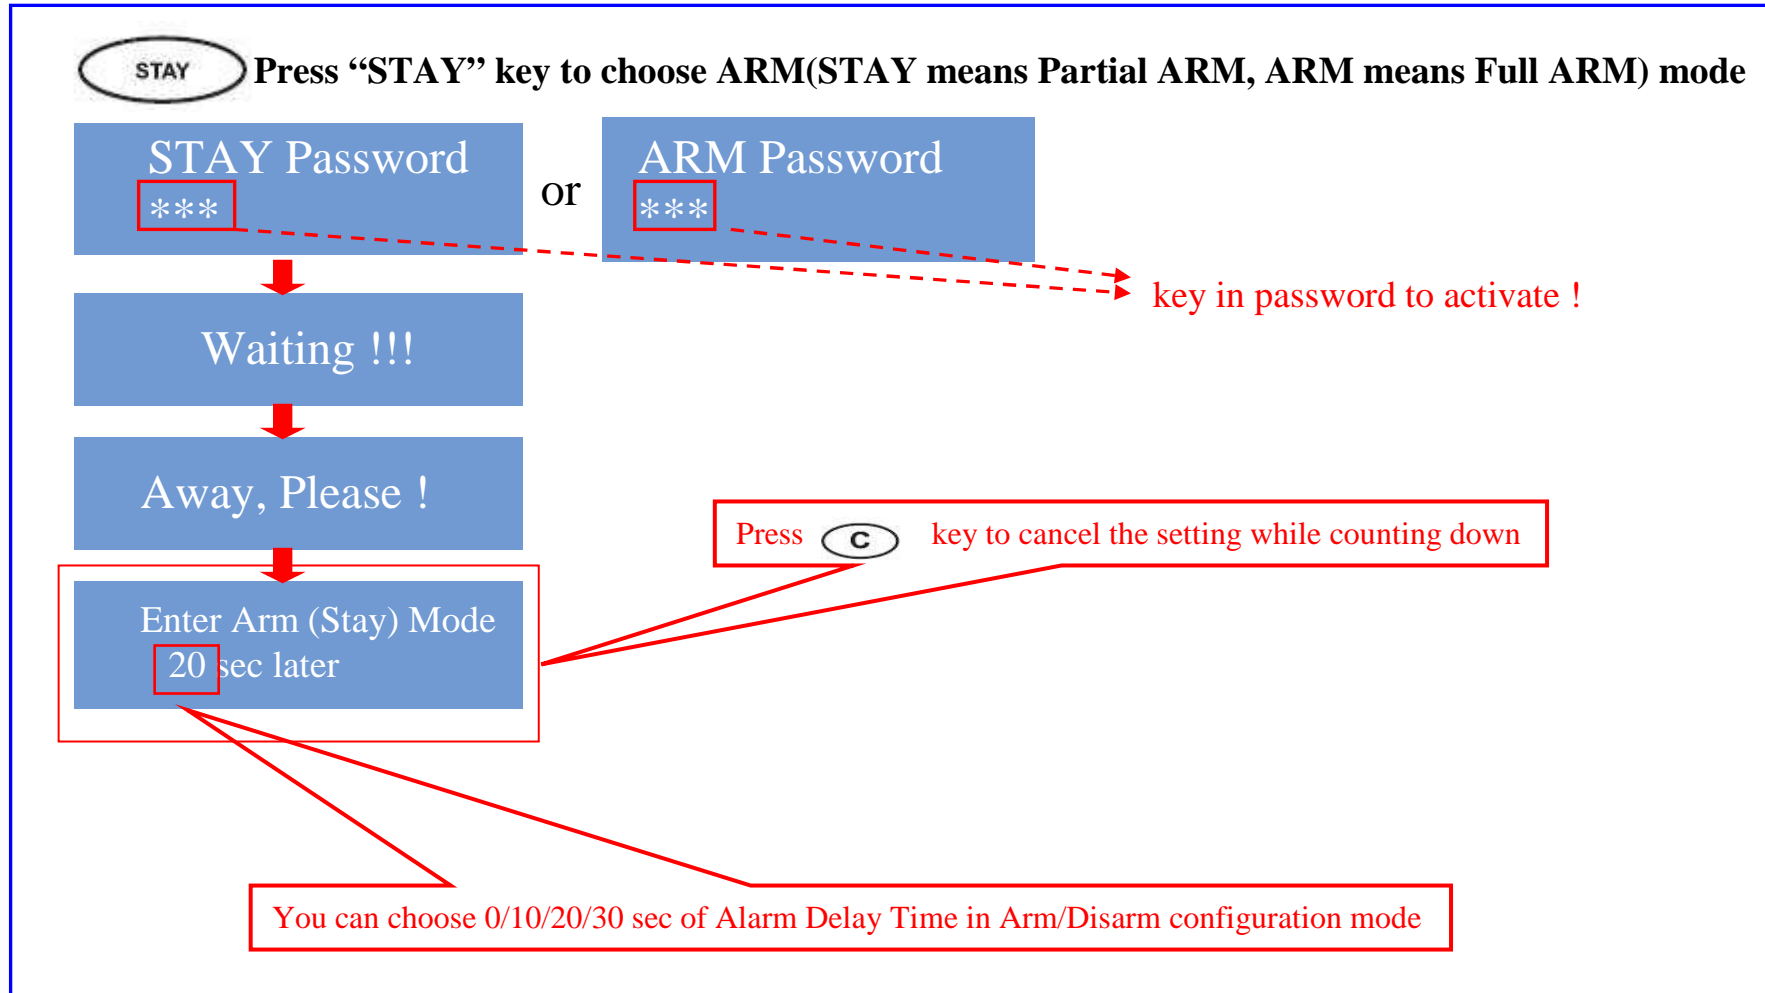 STAY Press “STAY” key to choose ARM(STAY means Partial ARM, ARM means Full ARM) mode
STAY Password
***
or
ARM Password
***
key in password to activate !
Waiting !!!
Away, Please !
Press C key to cancel the setting while counting down
Enter Arm (Stay) Mode
20 sec later
You can choose 0/10/20/30 sec of Alarm Delay Time in Arm/Disarm configuration mode